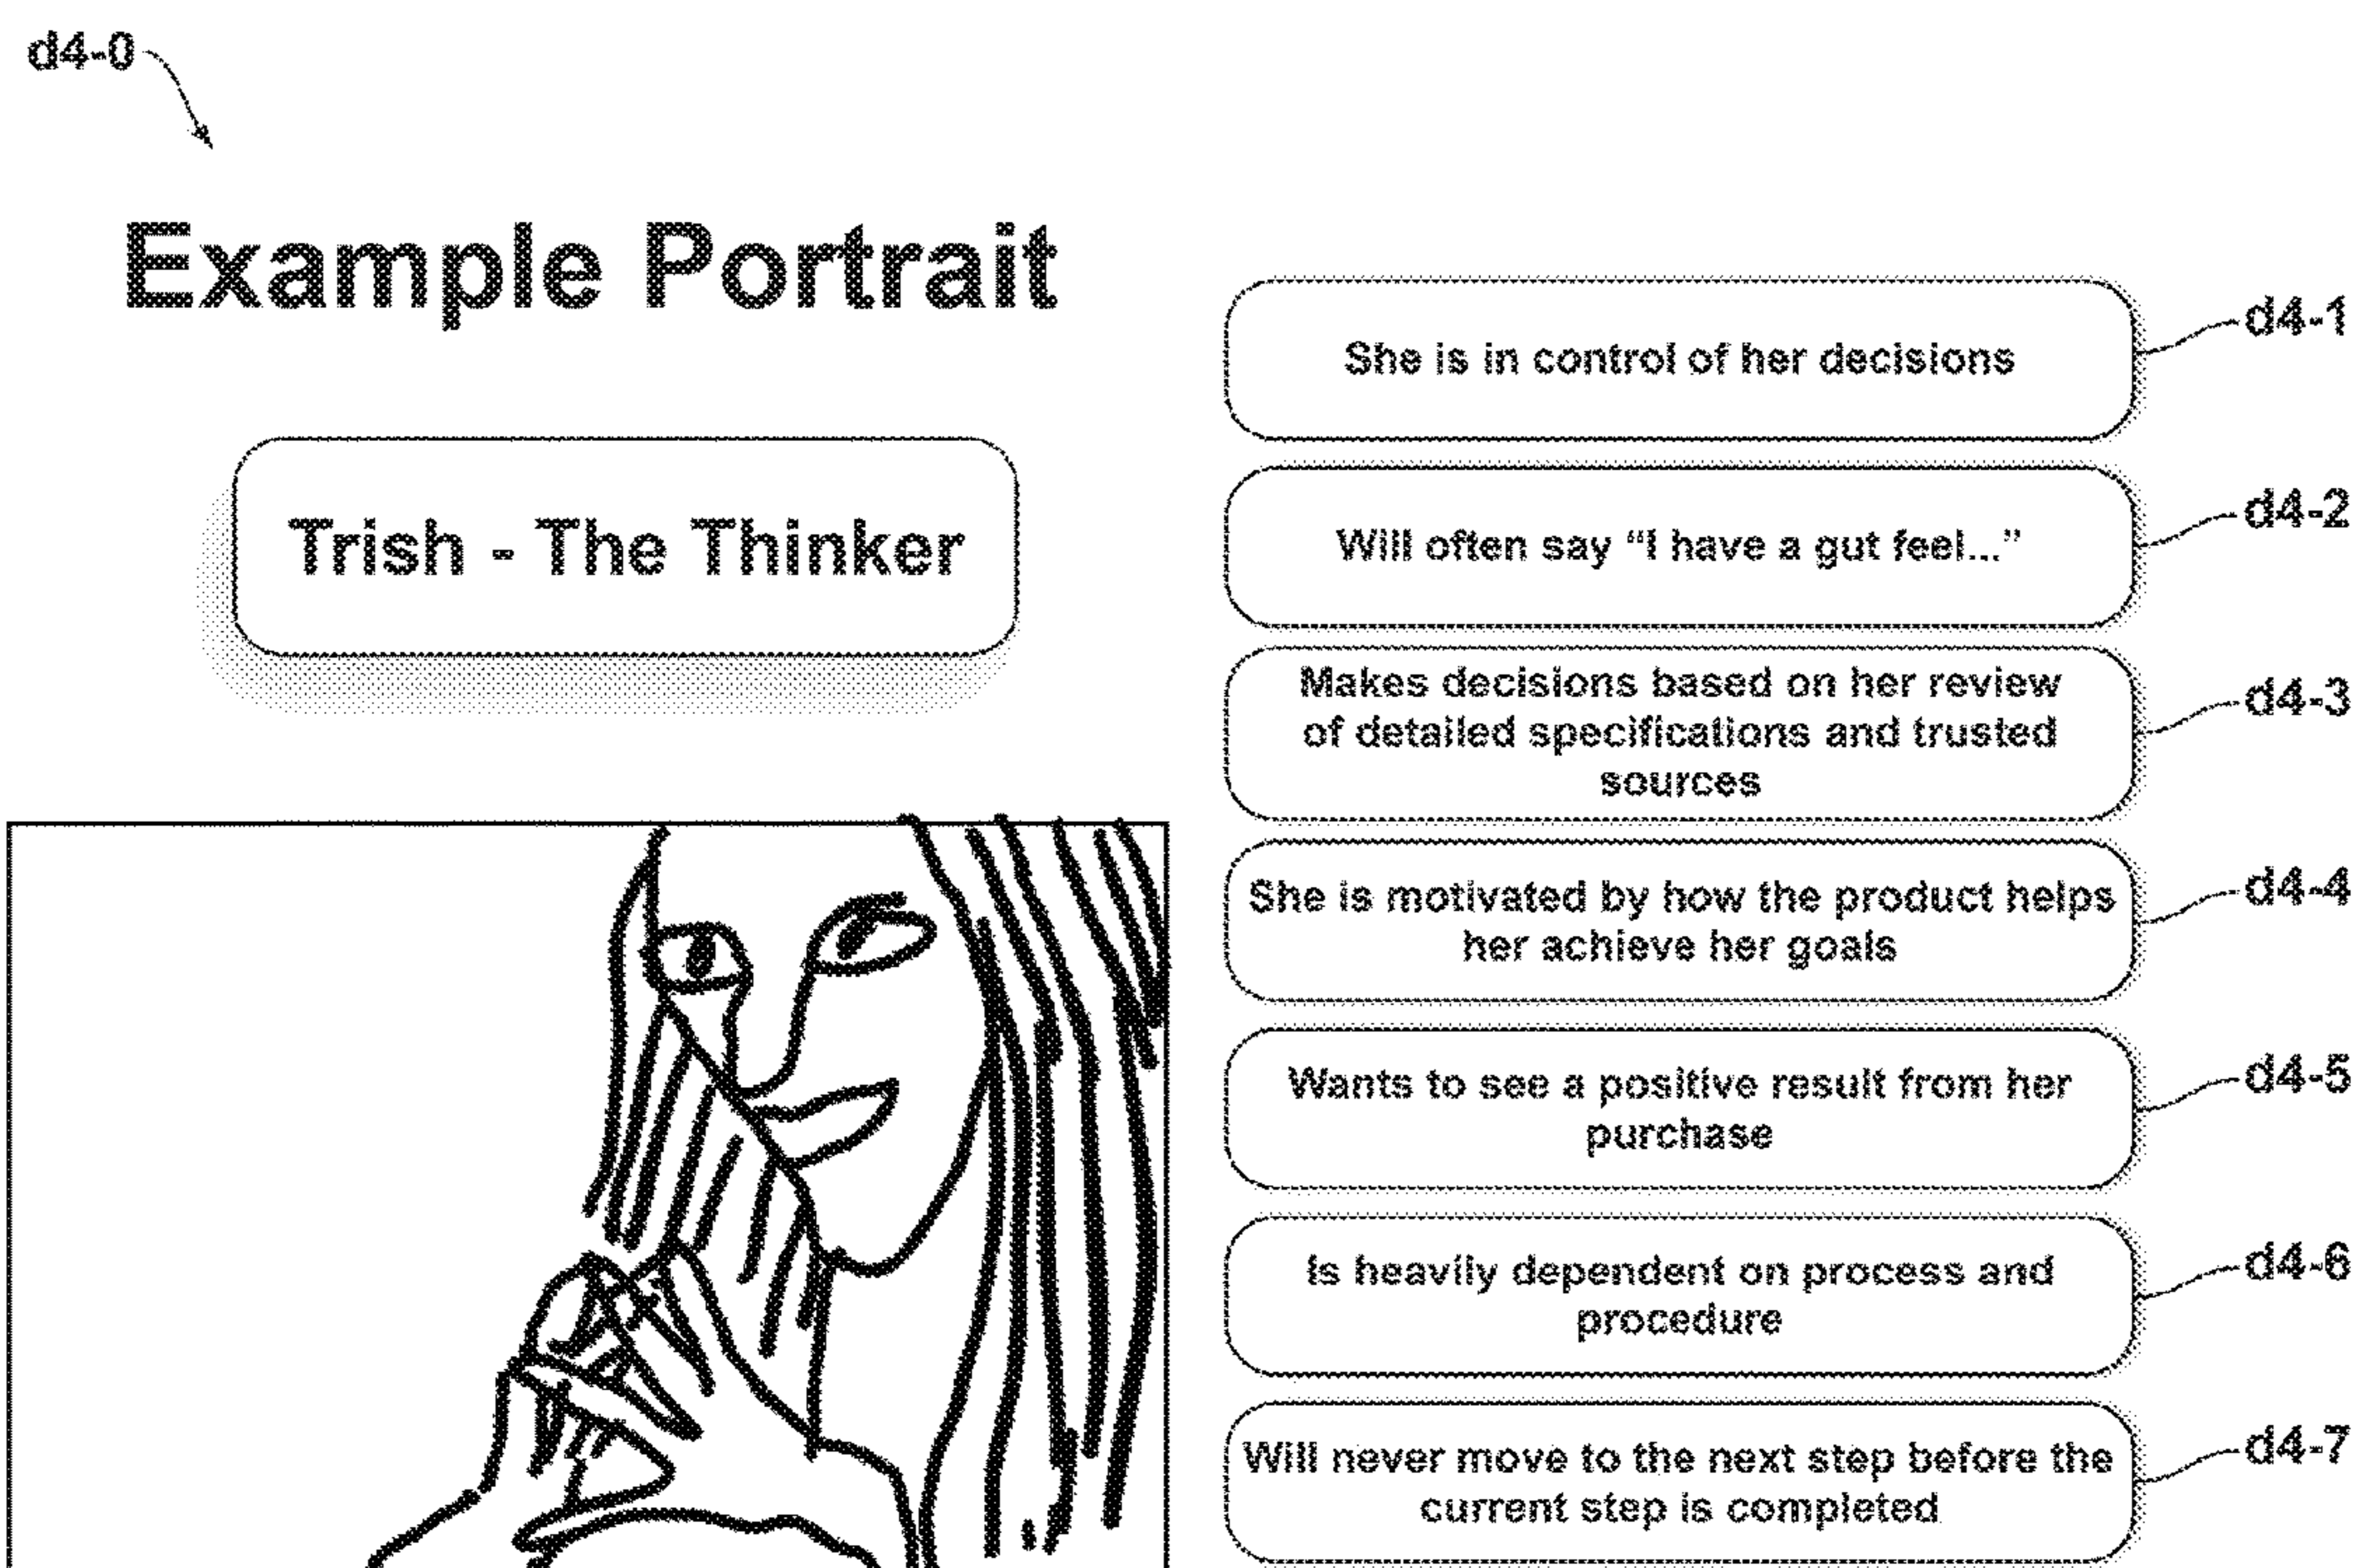 d4-0
Example Portrait
Trish - The Thinker
She is in control of her decisions
d4-1
Will often say “I have a gut feel...”
d4-2
Makes decisions based on her review
of detailed specifications and trusted
sources
d4-3
She is motivated by how the product helps
her achieve her goals
d4-4
Wants to see a positive result from her
purchase
d4-5
Is heavily dependent on process and
procedure
d4-6
Will never move to the next step before the
current step is completed
d4-7